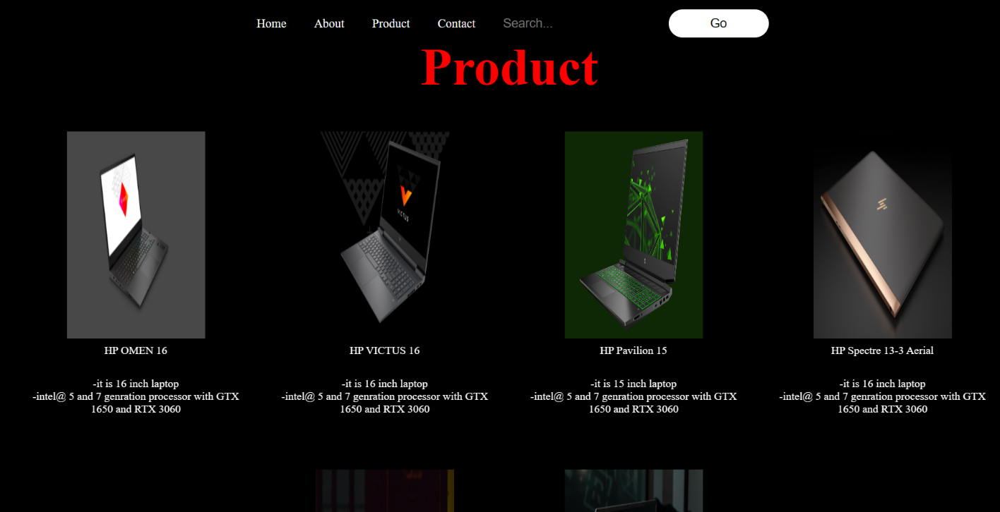 Home About Product Contact Search... Go
Product
VICTUS
HP OMEN 16
HP VICTUS 16
HP Pavilion 15
HP Spectre 13-3 Aerial
-it is 16 inch laptop
-intel@ 5 and 7 genration processor with GTX
1650 and RTX 3060
-it is 16 inch laptop
-intel@ 5 and 7 genration processor with GTX
1650 and RTX 3060
-it is 15 inch laptop
-intel@ 5 and 7 genration processor with GTX
1650 and RTX 3060
-it is 16 inch laptop
-intel@ 5 and 7 genration processor with GTX
1650 and RTX 3060